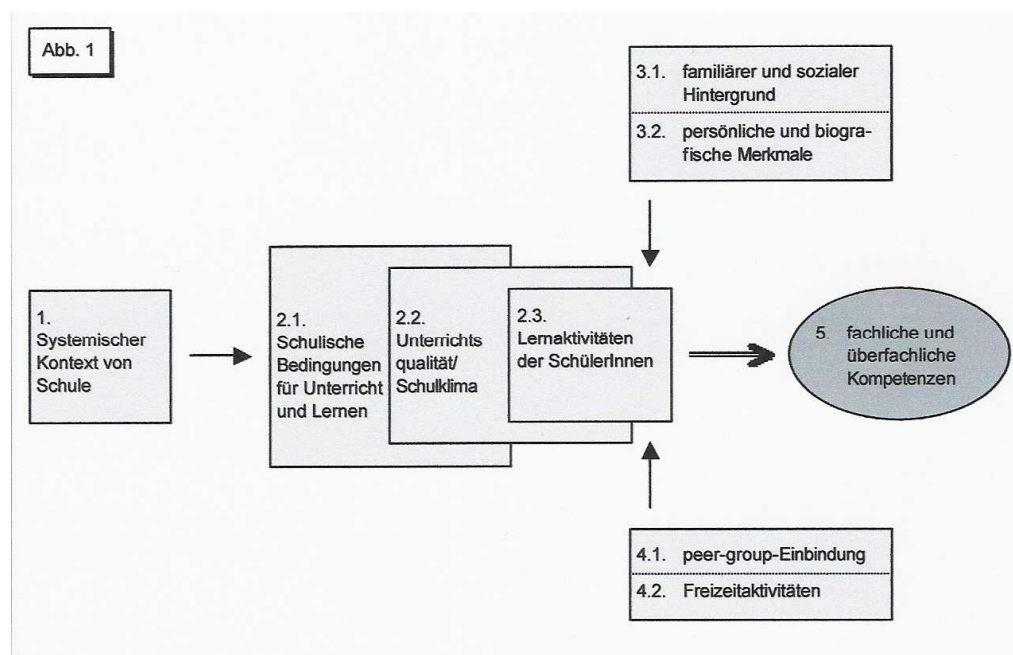 Abb. 1
3.1. familiärer und sozialer
Hintergrund
3.2. persönliche und biogra-
fische Merkmale
1.
Systemischer
Kontext von
Schule
2.1.
Schulische
Bedingungen
für Unterricht
und Lernen
2.2.
Unterrichts
qualität/
Schulklima
2.3.
Lernaktivitäten
der SchülerInnen
5. fachliche und
überfachliche
Kompetenzen
4.1. peer-group-Einbindung
4.2. Freizeitaktivitäten